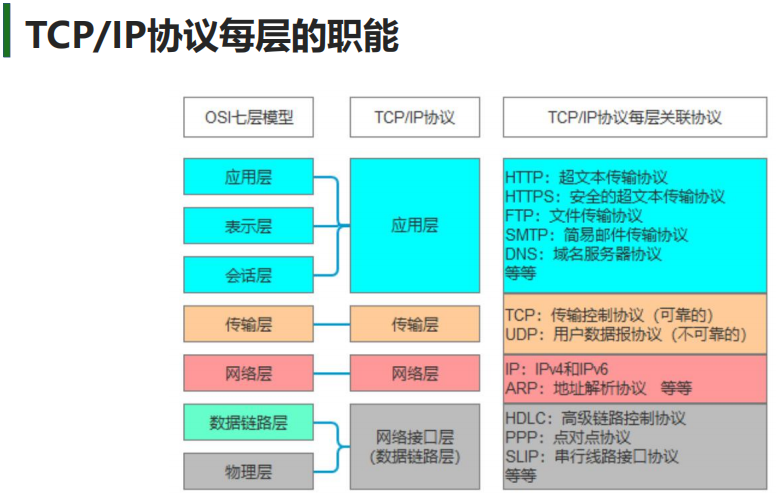 TCP/IP协议每层的职能
OSI七层模型
TCP/IP协议
TCP/IP协议每层关联协议
应用层
表示层
会话层
应用层
HTTP：超文本传输协议
HTTPS：安全的超文本传输协议
FTP：文件传输协议
SMTP：简易邮件传输协议
DNS：域名服务器协议
等等
传输层
传输层
TCP：传输控制协议（可靠的）
UDP：用户数据报协议（不可靠的）
网络层
网络层
IP：IPv4和IPv6
ARP：地址解析协议 等等
数据链路层
物理层
网络接口层
(数据链路层)
HDLC：高级链路控制协议
PPP：点对点协议
SLIP：串行线路接口协议
等等